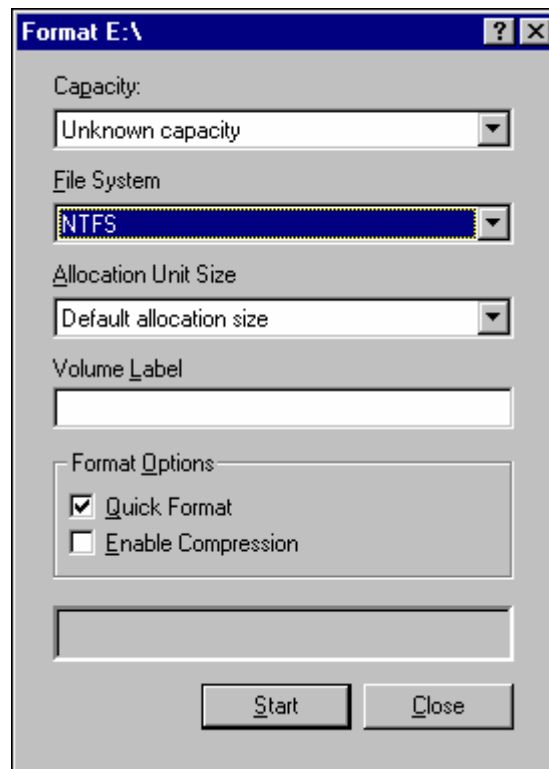 Format E:\
Capacity:
Unknown capacity
File System
NTFS
Allocation Unit Size
Default allocation size
Volume Label
Format Options
Quick Format
Enable Compression
Start
Close